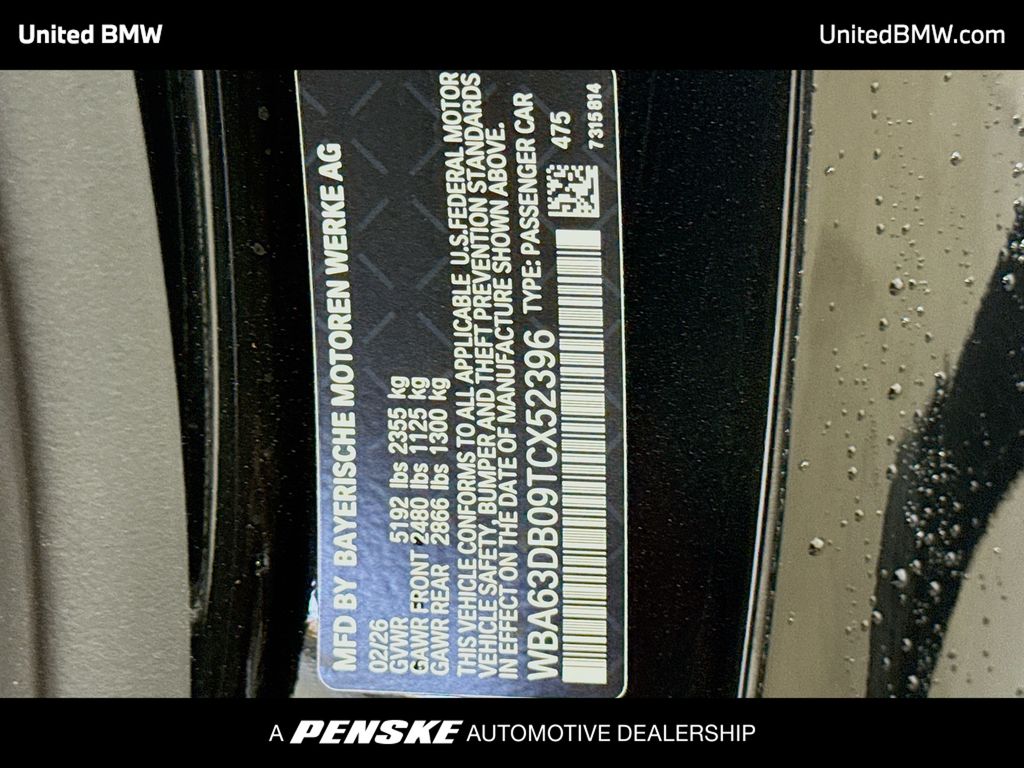 United BMW
UnitedBMW.com
MFD BY BAYERISCHE MOTOREN WERKE AG
02/26
GVWR 5192 lbs 2355 kg
GAWR FRONT 2480 lbs 1125 kg
GAWR REAR 2866 lbs 1300 kg
THIS VEHICLE CONFORMS TO ALL APPLICABLE U.S.FEDERAL MOTOR
VEHICLE SAFETY, BUMPER AND THEFT PREVENTION STANDARDS
IN EFFECT ON THE DATE OF MANUFACTURE SHOWN ABOVE.
WBA63DB09TCX52396 TYPE: PASSENGER CAR
475
7315814
A PENSKE AUTOMOTIVE DEALERSHIP